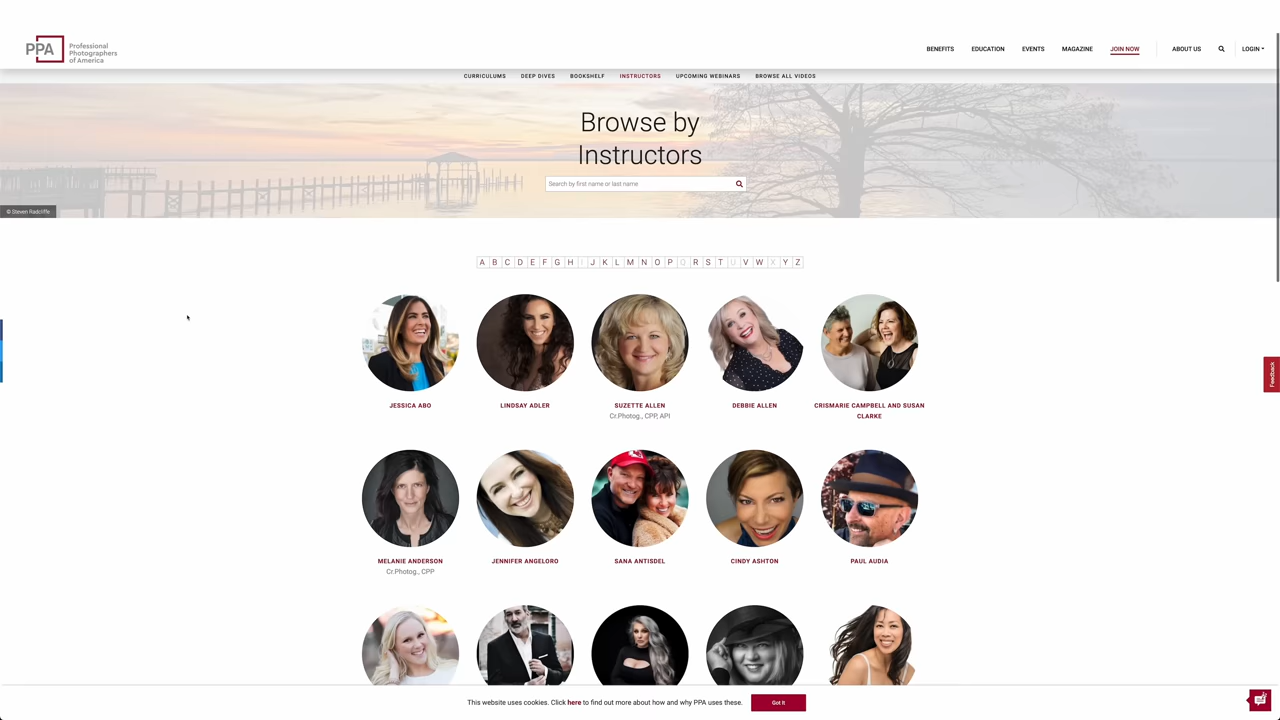 PPA
Professional
Photographers
of America
BENEFITS
EDUCATION
EVENTS
MAGAZINE
JOIN NOW
ABOUT US
LOGIN
CURRICULUMS
DEEP DIVES
BOOKSHELF
INSTRUCTORS
UPCOMING WEBINARS
BROWSE ALL VIDEOS
Browse by
Instructors
Search by first name or last name
© Steven Radcliffe
A B C D E F G H I J K L M N O P Q R S T U V W X Y Z
JESSICA ABO
LINDSAY ADLER
SUZETTE ALLEN
Cr.Photog., CPP, API
DEBBIE ALLEN
CRISMARIE CAMPBELL AND SUSAN
CLARKE
MELANIE ANDERSON
Cr.Photog., CPP
JENNIFER ANGELORO
SANA ANTISDEL
CINDY ASHTON
PAUL AUDIA
Feedback
This website uses cookies. Click here to find out more about how and why PPA uses these.
Got It